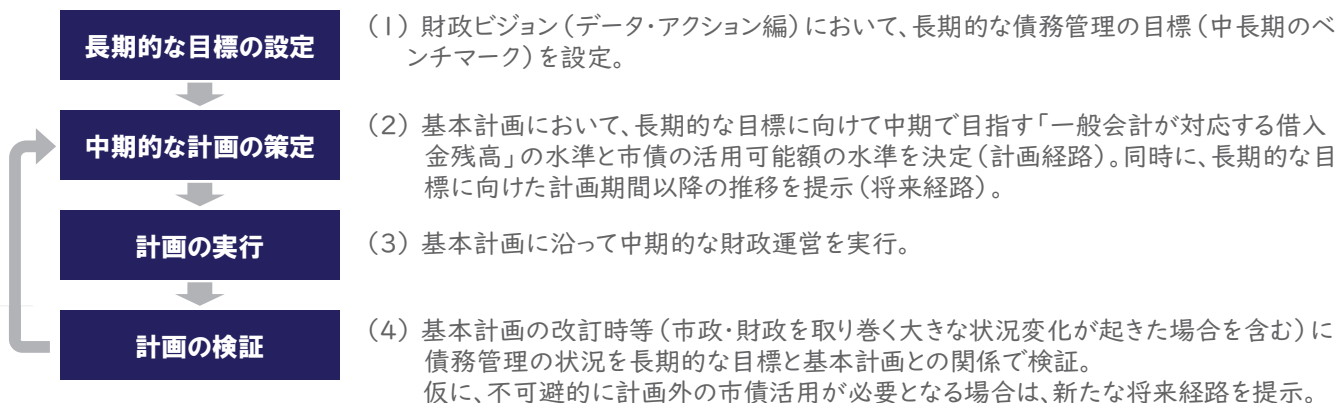 長期的な目標の設定
(1) 財政ビジョン(データ・アクション編)において、長期的な債務管理の目標(中長期のベ
ンチマーク)を設定。
中期的な計画の策定
(2) 基本計画において、長期的な目標に向けて中期で目指す「一般会計が対応する借入
金残高」の水準と市債の活用可能額の水準を決定(計画経路)。同時に、長期的な目
標に向けた計画期間以降の推移を提示(将来経路)。
計画の実行
(3) 基本計画に沿って中期的な財政運営を実行。
計画の検証
(4) 基本計画の改訂時等(市政・財政を取り巻く大きな状況変化が起きた場合を含む)に
債務管理の状況を長期的な目標と基本計画との関係で検証。
仮に、不可避的に計画外の市債活用が必要となる場合は、新たな将来経路を提示。